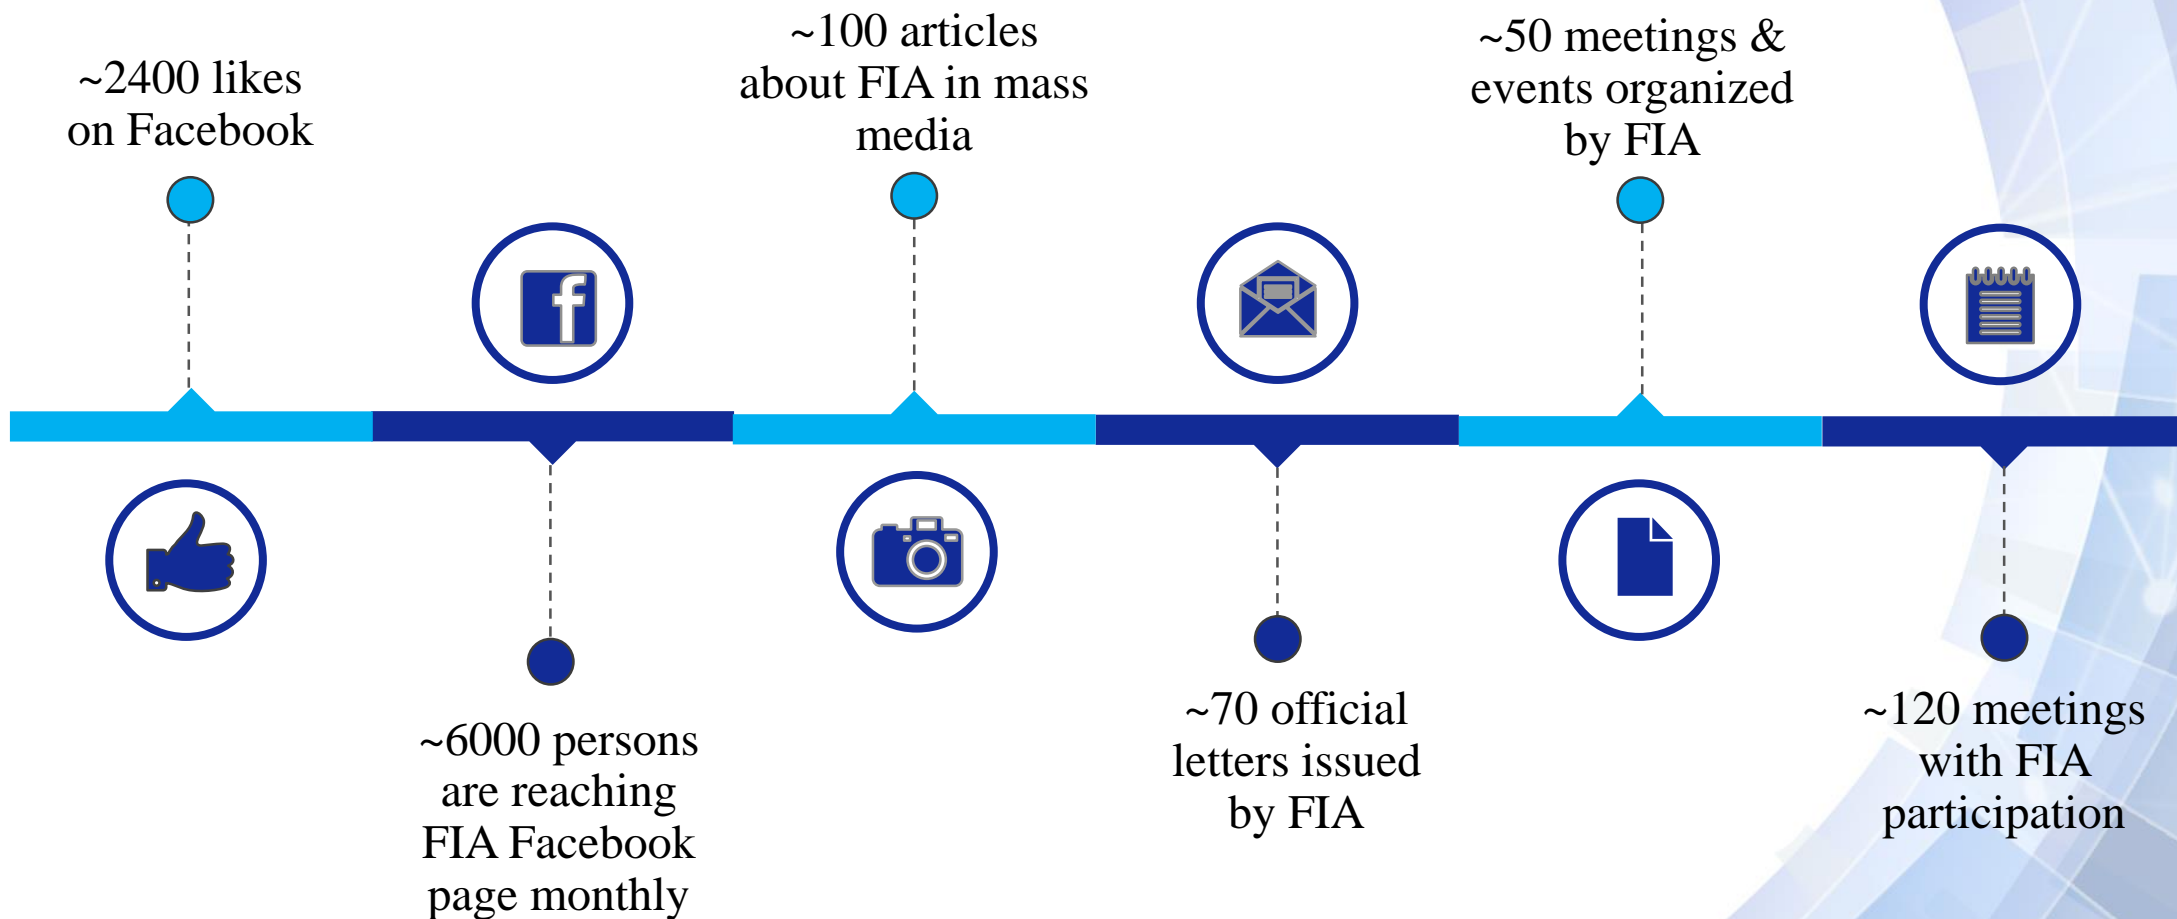 ~2400 likes
on Facebook
~100 articles
about FIA in mass
media
~50 meetings &
events organized
by FIA
f
~6000 persons
are reaching
FIA Facebook
page monthly
~70 official
letters issued
by FIA
~120 meetings
with FIA
participation